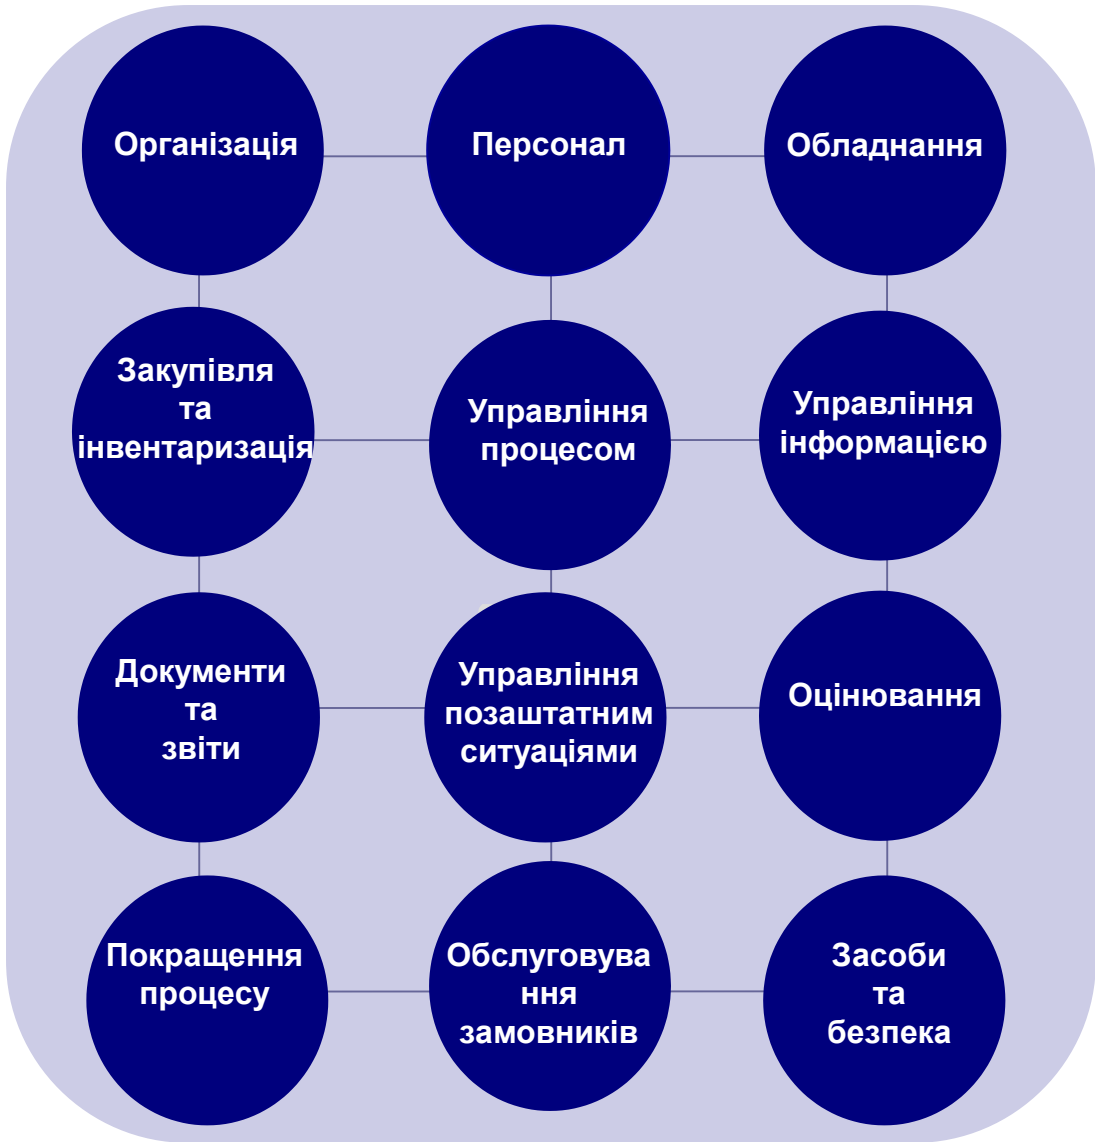 Організація
Персонал
Обладнання
Закупівля
та
інвентаризація
Управління
процесом
Управління
інформацією
Документи
та
звіти
Управління
позаштатним
ситуаціями
Оцінювання
Покращення
процесу
Обслуговува
ння
замовників
Засоби
та
безпека